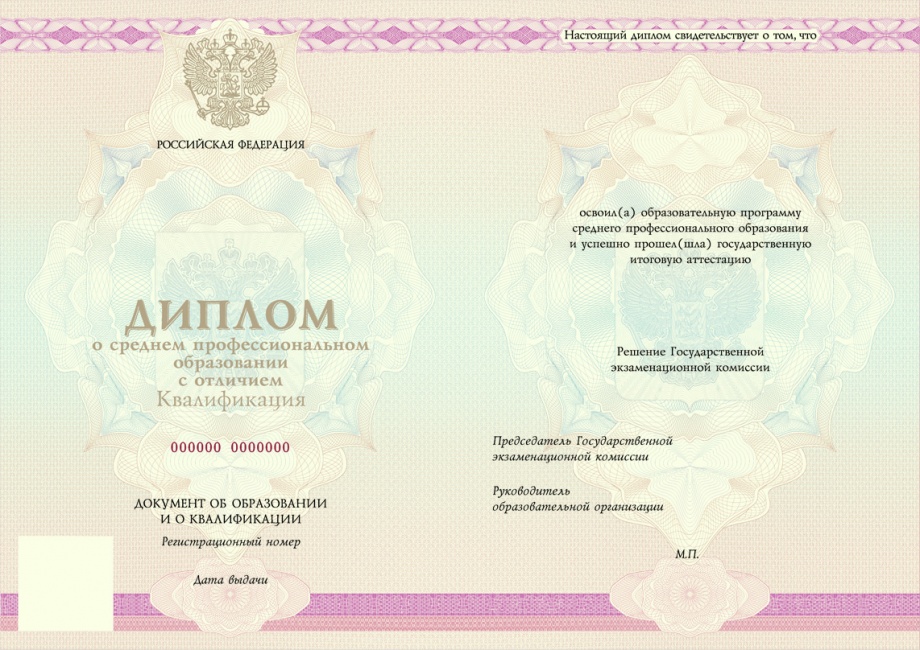 РОССИЙСКАЯ ФЕДЕРАЦИЯ
ДИПЛОМ
о среднем профессиональном
образовании
с отличием
Квалификация
000000 0000000
ДОКУМЕНТ ОБ ОБРАЗОВАНИИ
И О КВАЛИФИКАЦИИ
Регистрационный номер
Дата выдачи
Настоящий диплом свидетельствует о том, что
освоил(а) образовательную программу
среднего профессионального образования
и успешно прошел(шла) государственную
итоговую аттестацию
Решение Государственной
экзаменационной комиссии
Председатель Государственной
экзаменационной комиссии
Руководитель
образовательной организации
М.П.